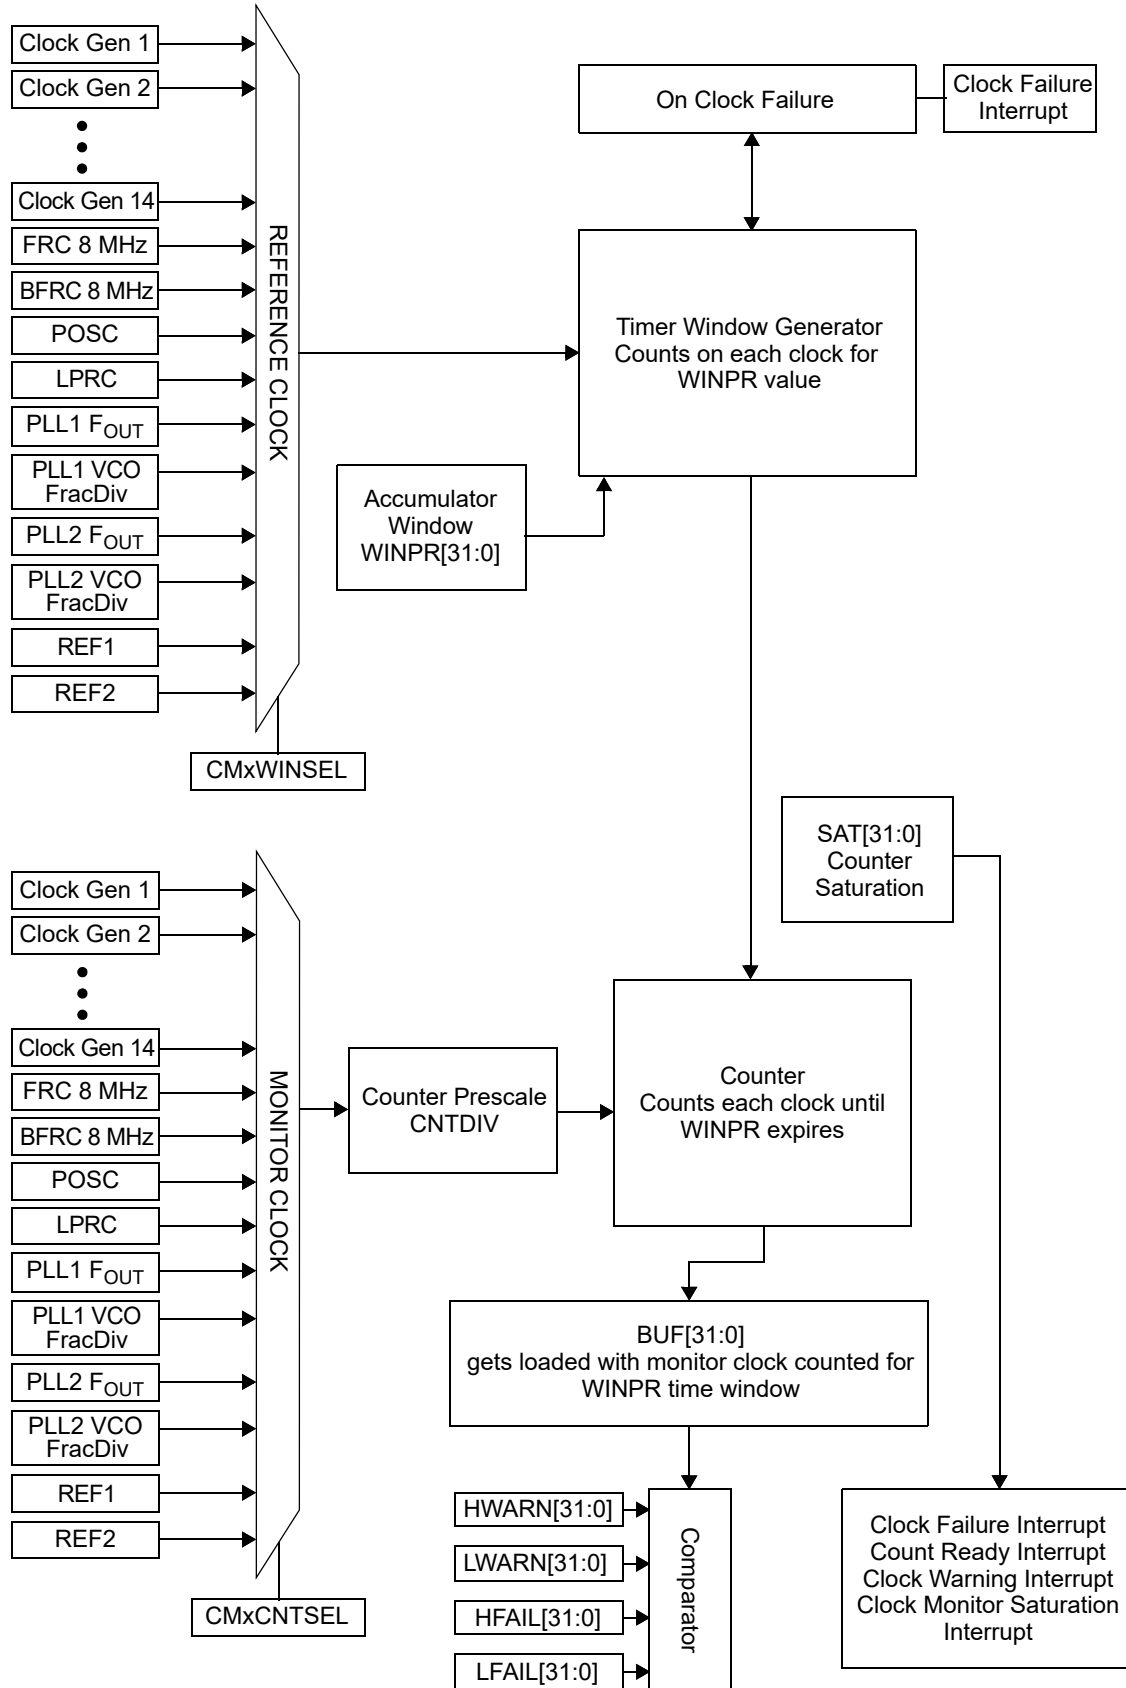 Clock Gen 1
Clock Gen 2
Clock Gen 14
FRC 8 MHz
BFRC 8 MHz
POSC
LPRC
PLL1 FOUT
PLL1 VCO
FracDiv
PLL2 FOUT
PLL2 VCO
FracDiv
REF1
REF2
REFERENCE CLOCK
CMxWINSEL
On Clock Failure
Clock Failure
Interrupt
Timer Window Generator
Counts on each clock for
WINPR value
Accumulator
Window
WINPR[31:0]
SAT[31:0]
Counter
Saturation
Clock Gen 1
Clock Gen 2
Clock Gen 14
FRC 8 MHz
BFRC 8 MHz
POSC
LPRC
PLL1 FOUT
PLL1 VCO
FracDiv
PLL2 FOUT
PLL2 VCO
FracDiv
REF1
REF2
MONITOR CLOCK
CMxCNTSEL
Counter Prescale
CNTDIV
Counter
Counts each clock until
WINPR expires
BUF[31:0]
gets loaded with monitor clock counted for
WINPR time window
HWARN[31:0]
LWARN[31:0]
HFAIL[31:0]
LFAIL[31:0]
Comparator
Clock Failure Interrupt
Count Ready Interrupt
Clock Warning Interrupt
Clock Monitor Saturation
Interrupt